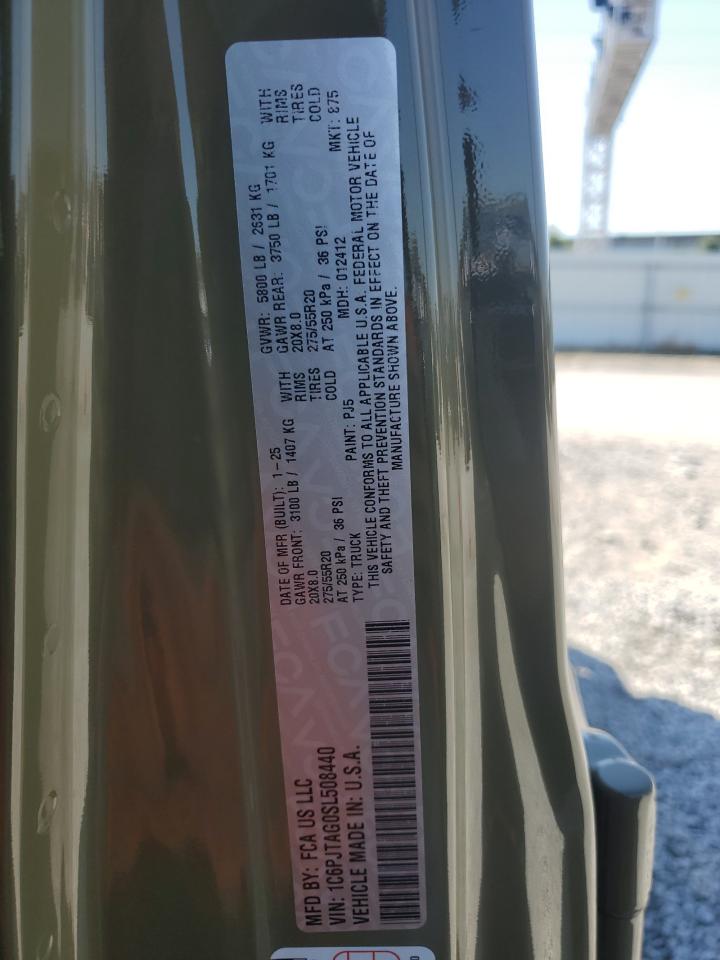 MFD BY: FCA US LLC
VIN: 1C6PJTAG0SL508440
VEHICLE MADE IN: U.S.A.
DATE OF MFR (BUILT): 1-25 GVWR: 5800 LB / 2631 KG
GAWR FRONT: 3100 LB / 1407 KG WITH GAWR REAR: 3750 LB / 1701 KG WITH
20X8.0 RIMS 20X8.0 RIMS
275/55R20 TIRES 275/55R20 TIRES
AT 250 kPa / 36 PSI COLD AT 250 kPa / 36 PSI COLD
TYPE: TRUCK PAINT: PJ5 MDH: 012412 MKT: 875
THIS VEHICLE CONFORMS TO ALL APPLICABLE U.S.A. FEDERAL MOTOR VEHICLE
SAFETY AND THEFT PREVENTION STANDARDS IN EFFECT ON THE DATE OF
MANUFACTURE SHOWN ABOVE.